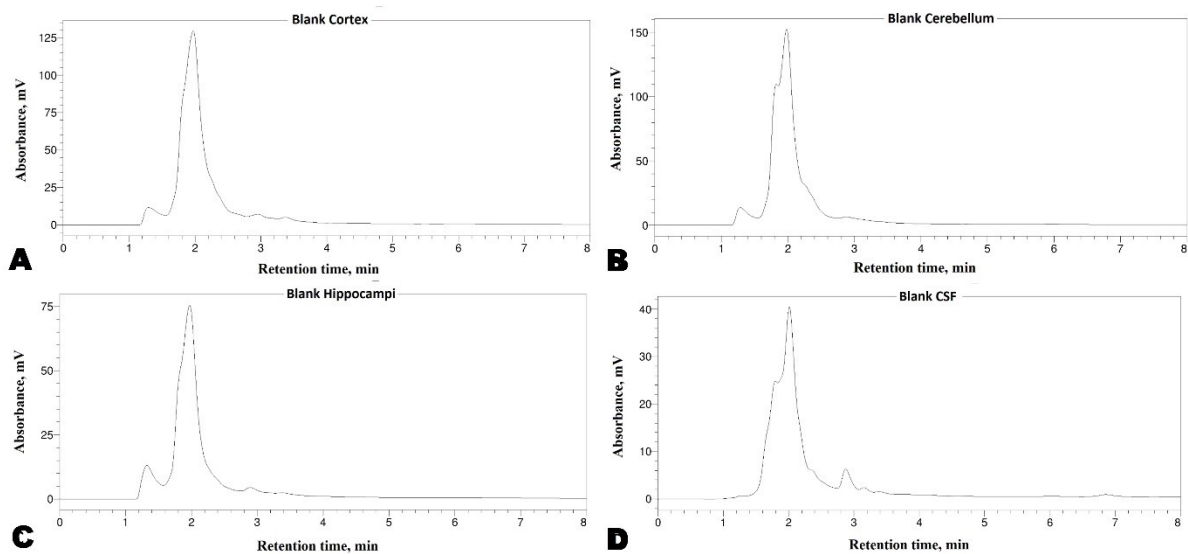 Blank Cortex
Absorbance, mV
125
100
75
50
25
0
0 1 2 3 4 5 6 7 8
Retention time, min
A
Blank Cerebellum
Absorbance, mV
150
100
50
0
0 1 2 3 4 5 6 7 8
Retention time, min
B
Blank Hippocampi
Absorbance, mV
75
50
25
0
0 1 2 3 4 5 6 7 8
Retention time, min
C
Blank CSF
Absorbance, mV
40
30
20
10
0
0 1 2 3 4 5 6 7 8
Retention time, min
D